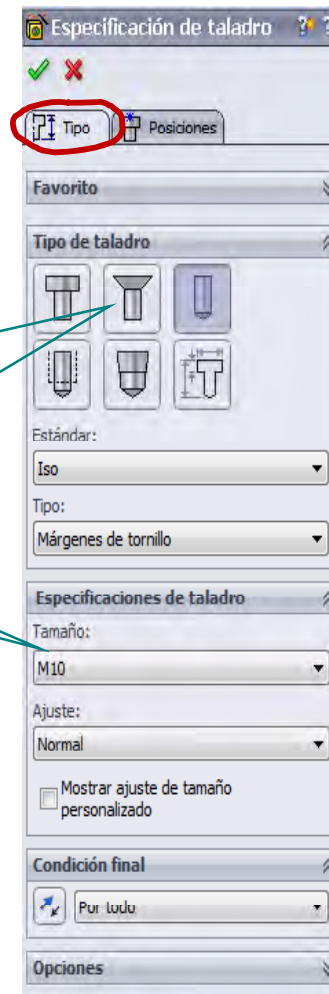 Especificación de taladro
Tipo
Posiciones
Favorito
Tipo de taladro
Estándar:
Iso
Tipo:
Márgenes de tornillo
Especificaciones de taladro
Tamaño:
M10
Ajuste:
Normal
Mostrar ajuste de tamaño
personalizado
Condición final
Por todo
Opciones